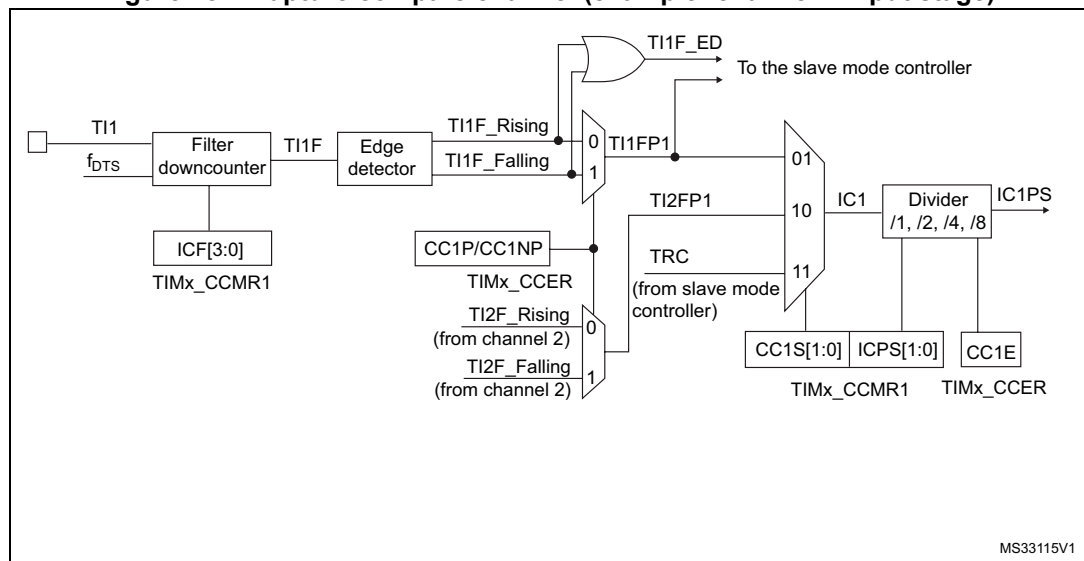 TI1F_ED
To the slave mode controller
TI1
fDTS
Filter
downcounter
TI1F
Edge
detector
TI1F_Rising
TI1F_Falling
0
1
TI1FP1
01
TI2FP1
10
IC1
Divider
/1, /2, /4, /8
IC1PS
ICF[3:0]
TIMx_CCMR1
CC1P/CC1NP
TIMx_CCER
TRC
11
(from slave mode
controller)
TI2F_Rising
(from channel 2)
0
TI2F_Falling
(from channel 2)
1
CC1S[1:0]
ICPS[1:0]
CC1E
TIMx_CCMR1
TIMx_CCER
MS33115V1